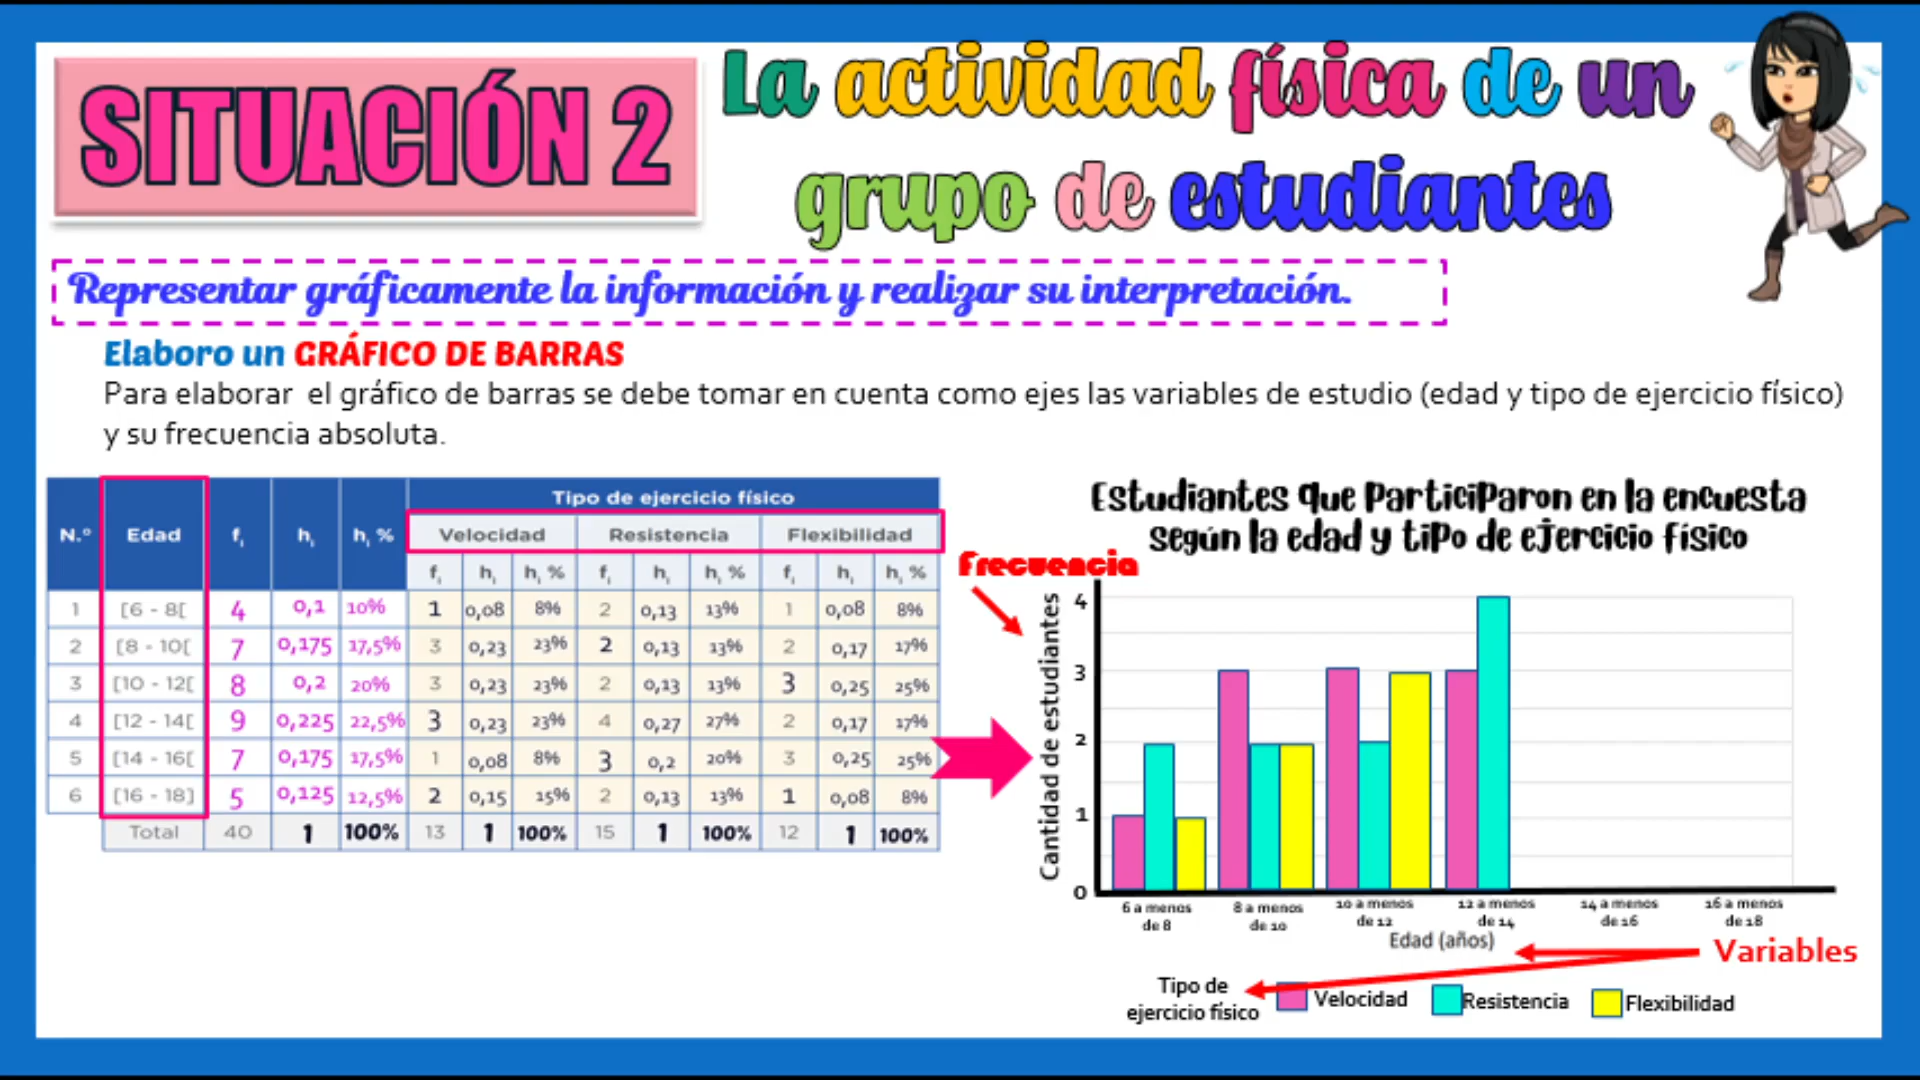 SITUACIÓN 2
La actividad física de un
grupo de estudiantes
Representar gráficamente la información y realizar su interpretación.
Elaboro un GRÁFICO DE BARRAS
Para elaborar el gráfico de barras se debe tomar en cuenta como ejes las variables de estudio (edad y tipo de ejercicio físico)
y su frecuencia absoluta.
Tipo de ejercicio físico
N.° Edad fi hi hi % Velocidad Resistencia Flexibilidad
fi hi hi % fi hi hi % fi hi hi %
1 [6 - 8[ 4 0,1 10% 1 0,08 8% 2 0,13 13% 1 0,08 8%
2 [8 - 10[ 7 0,175 17,5% 3 0,23 23% 2 0,13 13% 2 0,17 17%
3 [10 - 12[ 8 0,2 20% 3 0,23 23% 2 0,13 13% 3 0,25 25%
4 [12 - 14[ 9 0,225 22,5% 3 0,23 23% 4 0,27 27% 2 0,17 17%
5 [14 - 16[ 7 0,175 17,5% 1 0,08 8% 3 0,2 20% 3 0,25 25%
6 [16 - 18] 5 0,125 12,5% 2 0,15 15% 2 0,13 13% 1 0,08 8%
Total 40 1 100% 13 1 100% 15 1 100% 12 1 100%
Estudiantes que participaron en la encuesta
según la edad y tipo de ejercicio físico
Frecuencia
Cantidad de estudiantes
4
3
2
1
0
6 a menos de 8
8 a menos de 10
10 a menos de 12
12 a menos de 14
14 a menos de 16
16 a menos de 18
Edad (años)
Variables
Tipo de
ejercicio físico
Velocidad Resistencia Flexibilidad